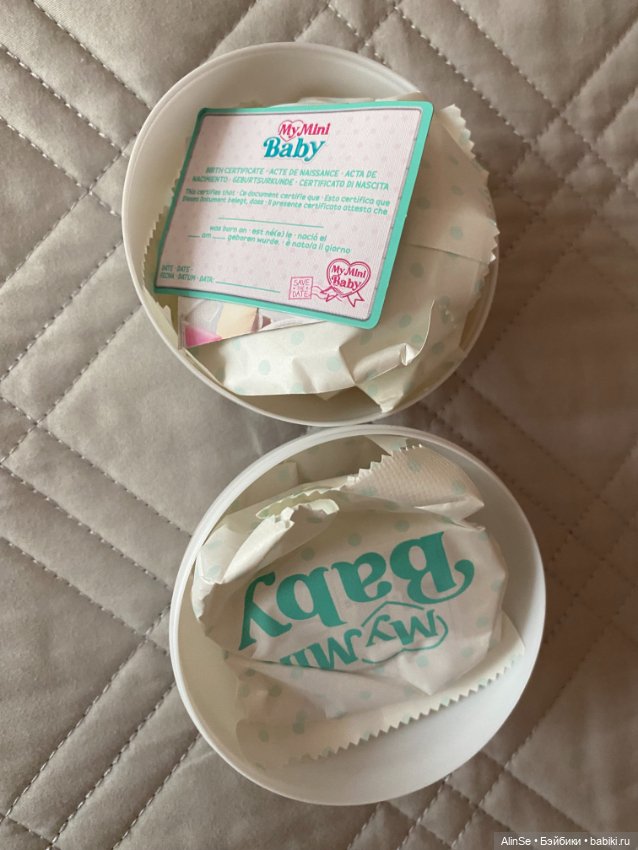 My Mini
Baby
BIRTH CERTIFICATE · ACTE DE NAISSANCE · ACTA DE
NACIMIENTO · GEBURTSURKUNDE · CERTIFICATO DI NASCITA
This certifies that · Ce document certifie que · Esto certifica que
Dieses Dokument belegt, dass · Il presente certificato attesta che
was born on · est né(e) le · nació el
am geboren wurde. · è nato/a il giorno
DATE · DATE ·
FECHA · DATUM · DATA:
SAVE
THE
DATE
My Mini
Baby
Baby
My Mi
AlinSe • Бэйбики • babiki.ru